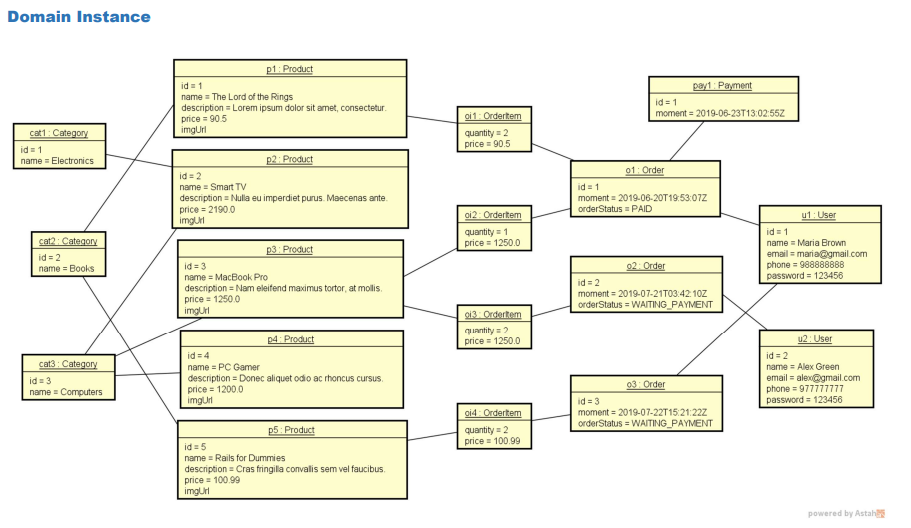 Domain Instance
p1 : Product
id = 1
name = The Lord of the Rings
description = Lorem ipsum dolor sit amet, consectetur.
price = 90.5
imgUrl
pay1 : Payment
id = 1
moment = 2019-06-23T13:02:55Z
oi1 : OrderItem
quantity = 2
price = 90.5
cat1 : Category
id = 1
name = Electronics
p2 : Product
id = 2
name = Smart TV
description = Nulla eu imperdiet purus. Maecenas ante.
price = 2190.0
imgUrl
o1 : Order
id = 1
moment = 2019-06-20T19:53:07Z
orderStatus = PAID
oi2 : OrderItem
quantity = 1
price = 1250.0
u1 : User
id = 1
name = Maria Brown
email = maria@gmail.com
phone = 988888888
password = 123456
cat2 : Category
id = 2
name = Books
p3 : Product
id = 3
name = MacBook Pro
description = Nam eleifend maximus tortor, at mollis.
price = 1250.0
imgUrl
o2 : Order
id = 2
moment = 2019-07-21T03:42:10Z
orderStatus = WAITING_PAYMENT
oi3 : OrderItem
quantity = 2
price = 1250.0
p4 : Product
id = 4
name = PC Gamer
description = Donec aliquet odio ac rhoncus cursus.
price = 1200.0
imgUrl
u2 : User
id = 2
name = Alex Green
email = alex@gmail.com
phone = 977777777
password = 123456
cat3 : Category
id = 3
name = Computers
o3 : Order
id = 3
moment = 2019-07-22T15:21:22Z
orderStatus = WAITING_PAYMENT
oi4 : OrderItem
quantity = 2
price = 100.99
p5 : Product
id = 5
name = Rails for Dummies
description = Cras fringilla convallis sem vel faucibus.
price = 100.99
imgUrl
powered by Astah